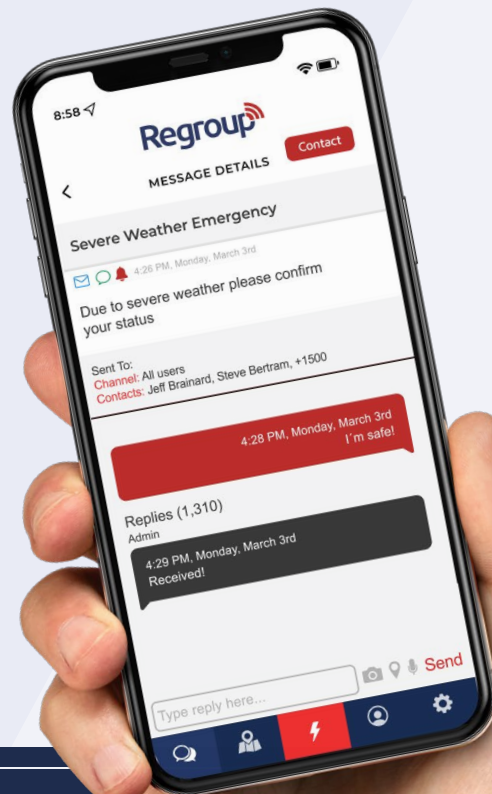 8:58
Regroup
Contact
MESSAGE DETAILS
Severe Weather Emergency
4:26 PM, Monday, March 3rd
Due to severe weather please confirm
your status
Sent To:
Channel: All users
Contacts: Jeff Brainard, Steve Bertram, +1500
4:28 PM, Monday, March 3rd
I´m safe!
Replies (1,310)
Admin
4:29 PM, Monday, March 3rd
Received!
Type reply here...
Send